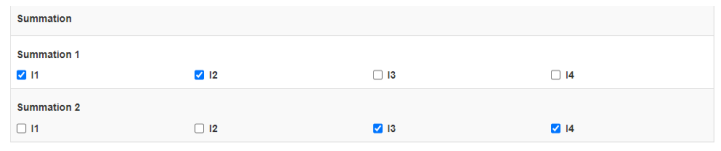 Summation
Summation 1
I1 I2 I3 I4
Summation 2
I1 I2 I3 I4